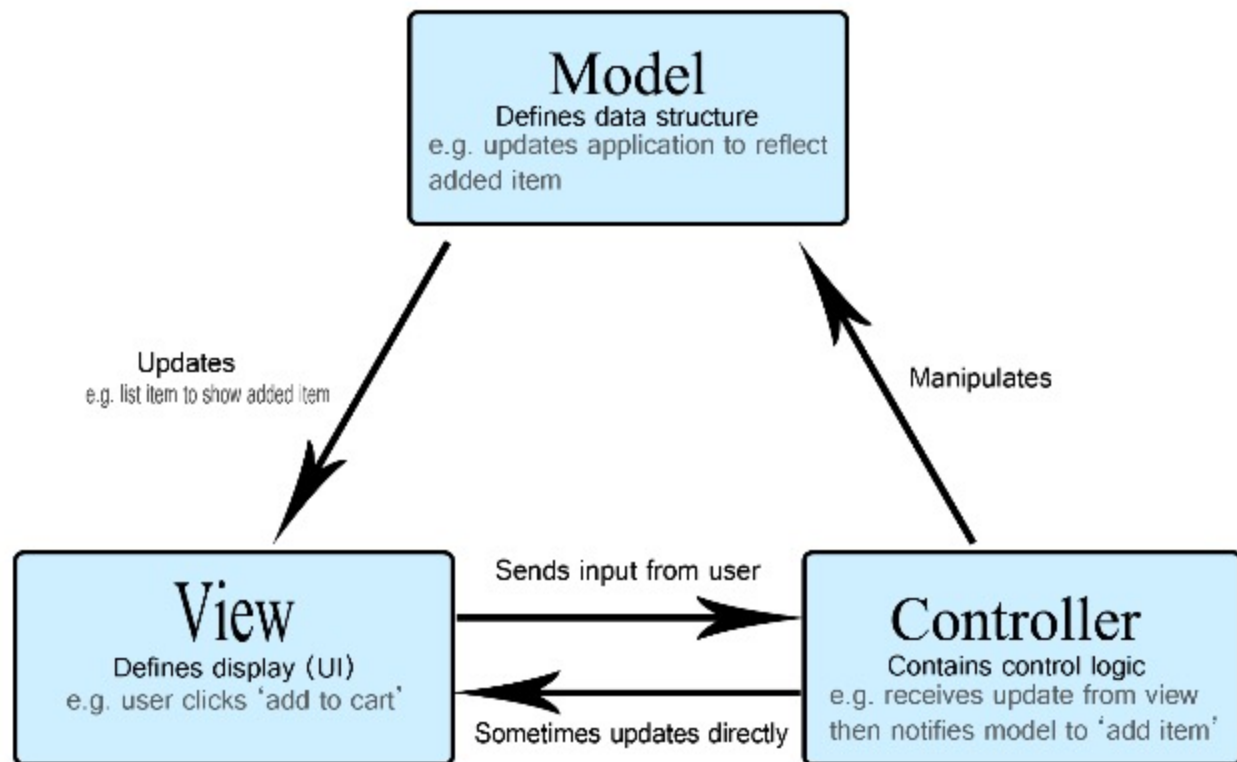 Model
Defines data structure
e.g. updates application to reflect
added item
Updates
e.g. list item to show added item
Manipulates
View
Defines display (UI)
e.g. user clicks ‘add to cart’
Sends input from user
Sometimes updates directly
Controller
Contains control logic
e.g. receives update from view
then notifies model to ‘add item’